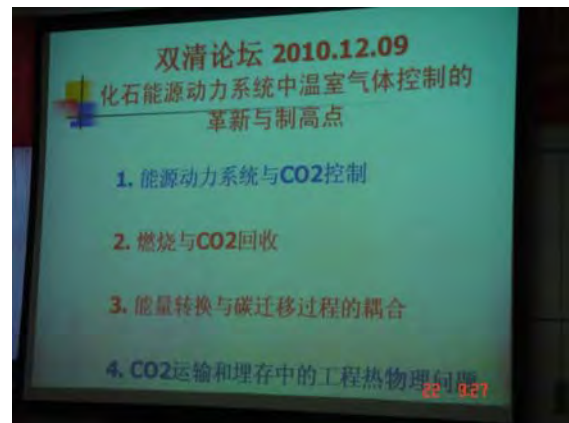 双清论坛 2010.12.09
化石能源动力系统中温室气体控制的
革新与制高点
1. 能源动力系统与CO2控制
2. 燃烧与CO2回收
3. 能量转换与碳迁移过程的耦合
4. CO2运输和埋存中的工程热物理问题
22 9:27